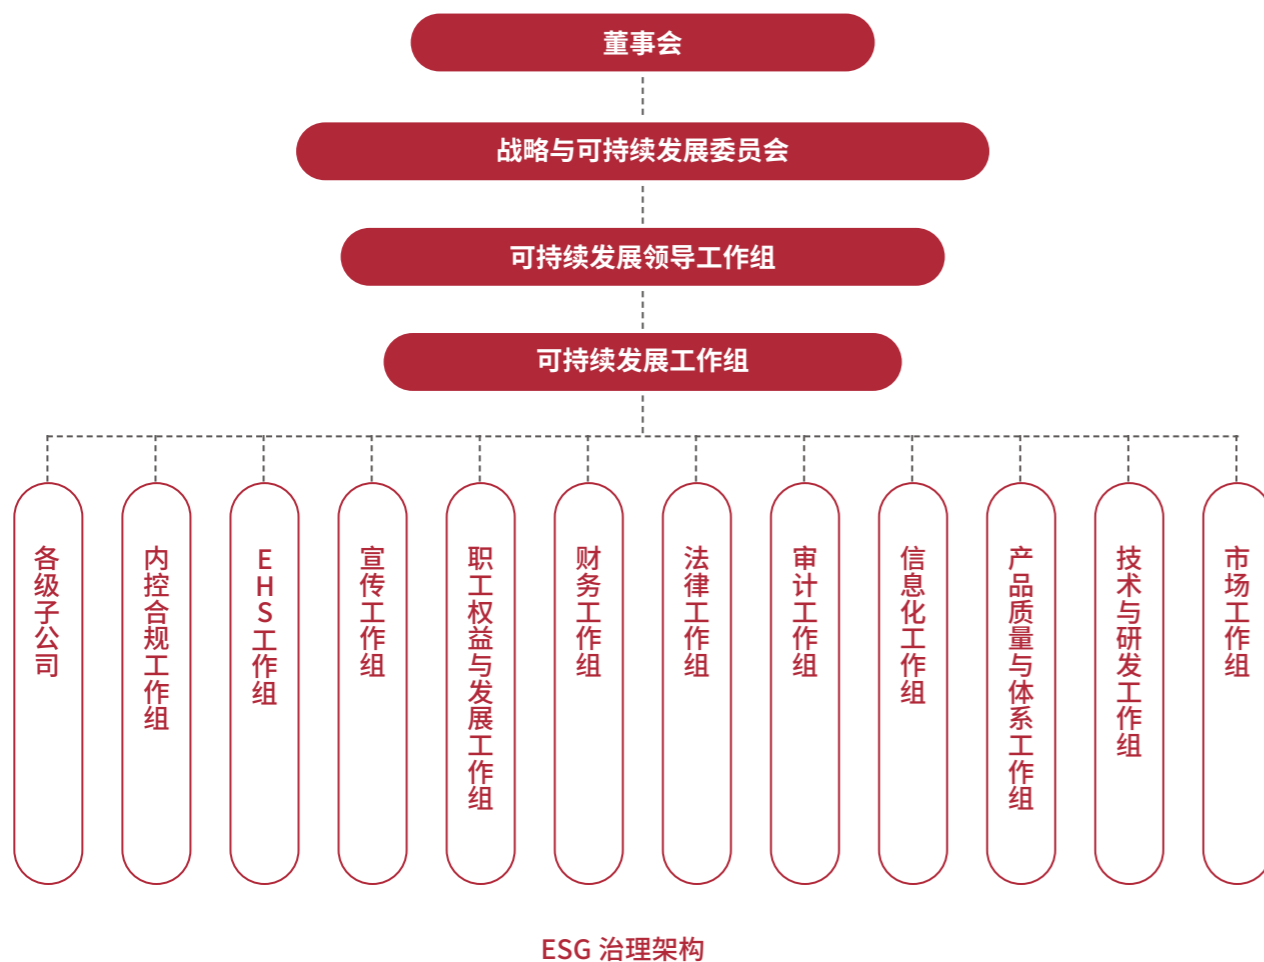 董事会
战略与可持续发展委员会
可持续发展领导工作组
可持续发展工作组
各级子公司
内控合规工作组
EHS工作组
宣传工作组
职工权益与发展工作组
财务工作组
法律工作组
审计工作组
信息化工作组
产品质量与体系工作组
技术与研发工作组
市场工作组
ESG 治理架构